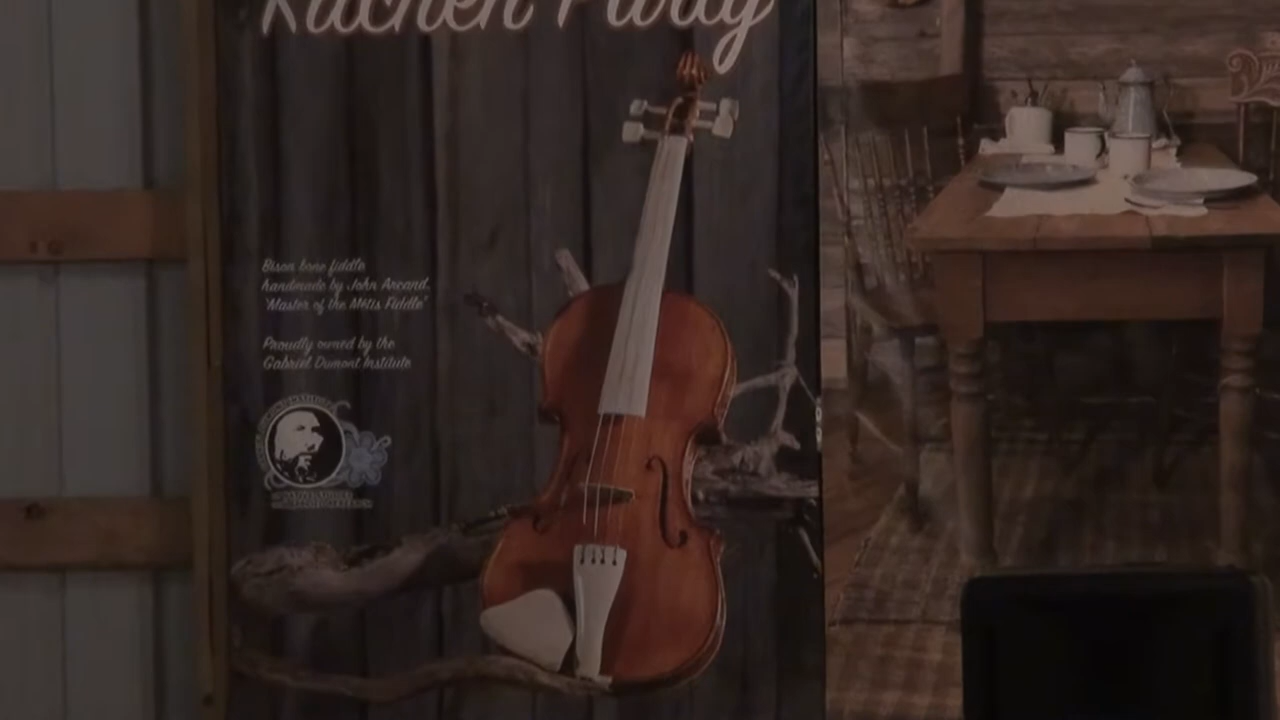 Kitchen Party
Bison bone fiddle
handmade by John Arcand,
'Master of the Métis Fiddle'
Proudly owned by the
Gabriel Dumont Institute